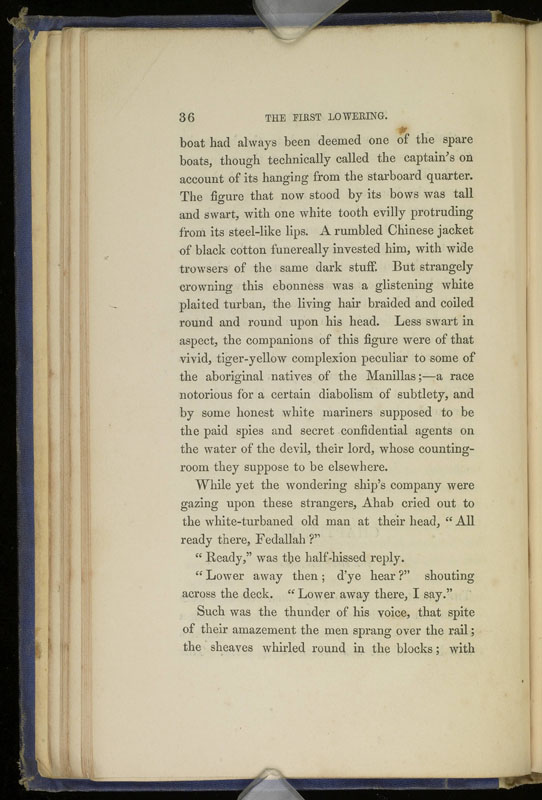 36 THE FIRST LOWERING.
boat had always been deemed one of the spare
boats, though technically called the captain's on
account of its hanging from the starboard quarter.
The figure that now stood by its bows was tall
and swart, with one white tooth evilly protruding
from its steel-like lips. A rumbled Chinese jacket
of black cotton funereally invested him, with wide
trowsers of the same dark stuff. But strangely
crowning this ebonness was a glistening white
plaited turban, the living hair braided and coiled
round and round upon his head. Less swart in
aspect, the companions of this figure were of that
vivid, tiger-yellow complexion peculiar to some of
the aboriginal natives of the Manillas;—a race
notorious for a certain diabolism of subtlety, and
by some honest white mariners supposed to be
the paid spies and secret confidential agents on
the water of the devil, their lord, whose counting-
room they suppose to be elsewhere.
While yet the wondering ship's company were
gazing upon these strangers, Ahab cried out to
the white-turbaned old man at their head, "All
ready there, Fedallah?"
"Ready," was the half-hissed reply.
"Lower away then; d'ye hear?" shouting
across the deck. "Lower away there, I say."
Such was the thunder of his voice, that spite
of their amazement the men sprang over the rail;
the sheaves whirled round in the blocks; with